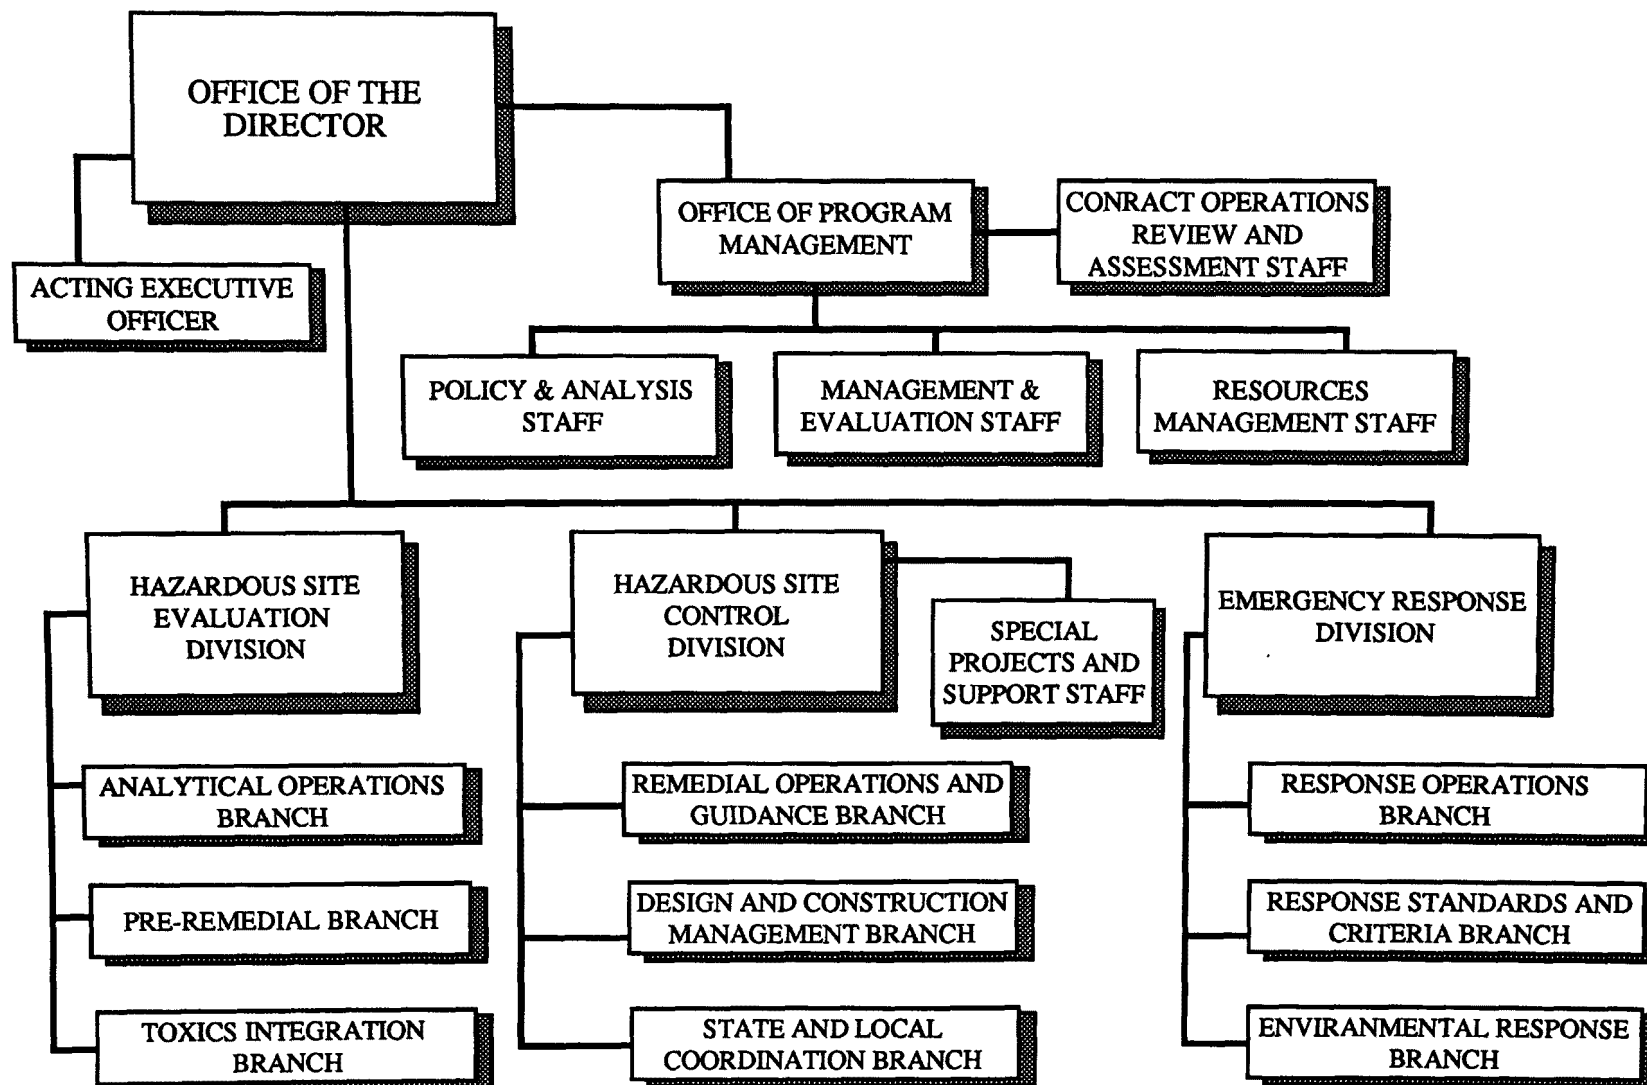 OFFICE OF THE
DIRECTOR
OFFICE OF PROGRAM
MANAGEMENT
CONRACT OPERATIONS
REVIEW AND
ASSESSMENT STAFF
ACTING EXECUTIVE
OFFICER
POLICY & ANALYSIS
STAFF
MANAGEMENT &
EVALUATION STAFF
RESOURCES
MANAGEMENT STAFF
HAZARDOUS SITE
EVALUATION
DIVISION
HAZARDOUS SITE
CONTROL
DIVISION
SPECIAL
PROJECTS AND
SUPPORT STAFF
EMERGENCY RESPONSE
DIVISION
ANALYTICAL OPERATIONS
BRANCH
REMEDIAL OPERATIONS AND
GUIDANCE BRANCH
RESPONSE OPERATIONS
BRANCH
PRE-REMEDIAL BRANCH
DESIGN AND CONSTRUCTION
MANAGEMENT BRANCH
RESPONSE STANDARDS AND
CRITERIA BRANCH
TOXICS INTEGRATION
BRANCH
STATE AND LOCAL
COORDINATION BRANCH
ENVIRANMENTAL RESPONSE
BRANCH